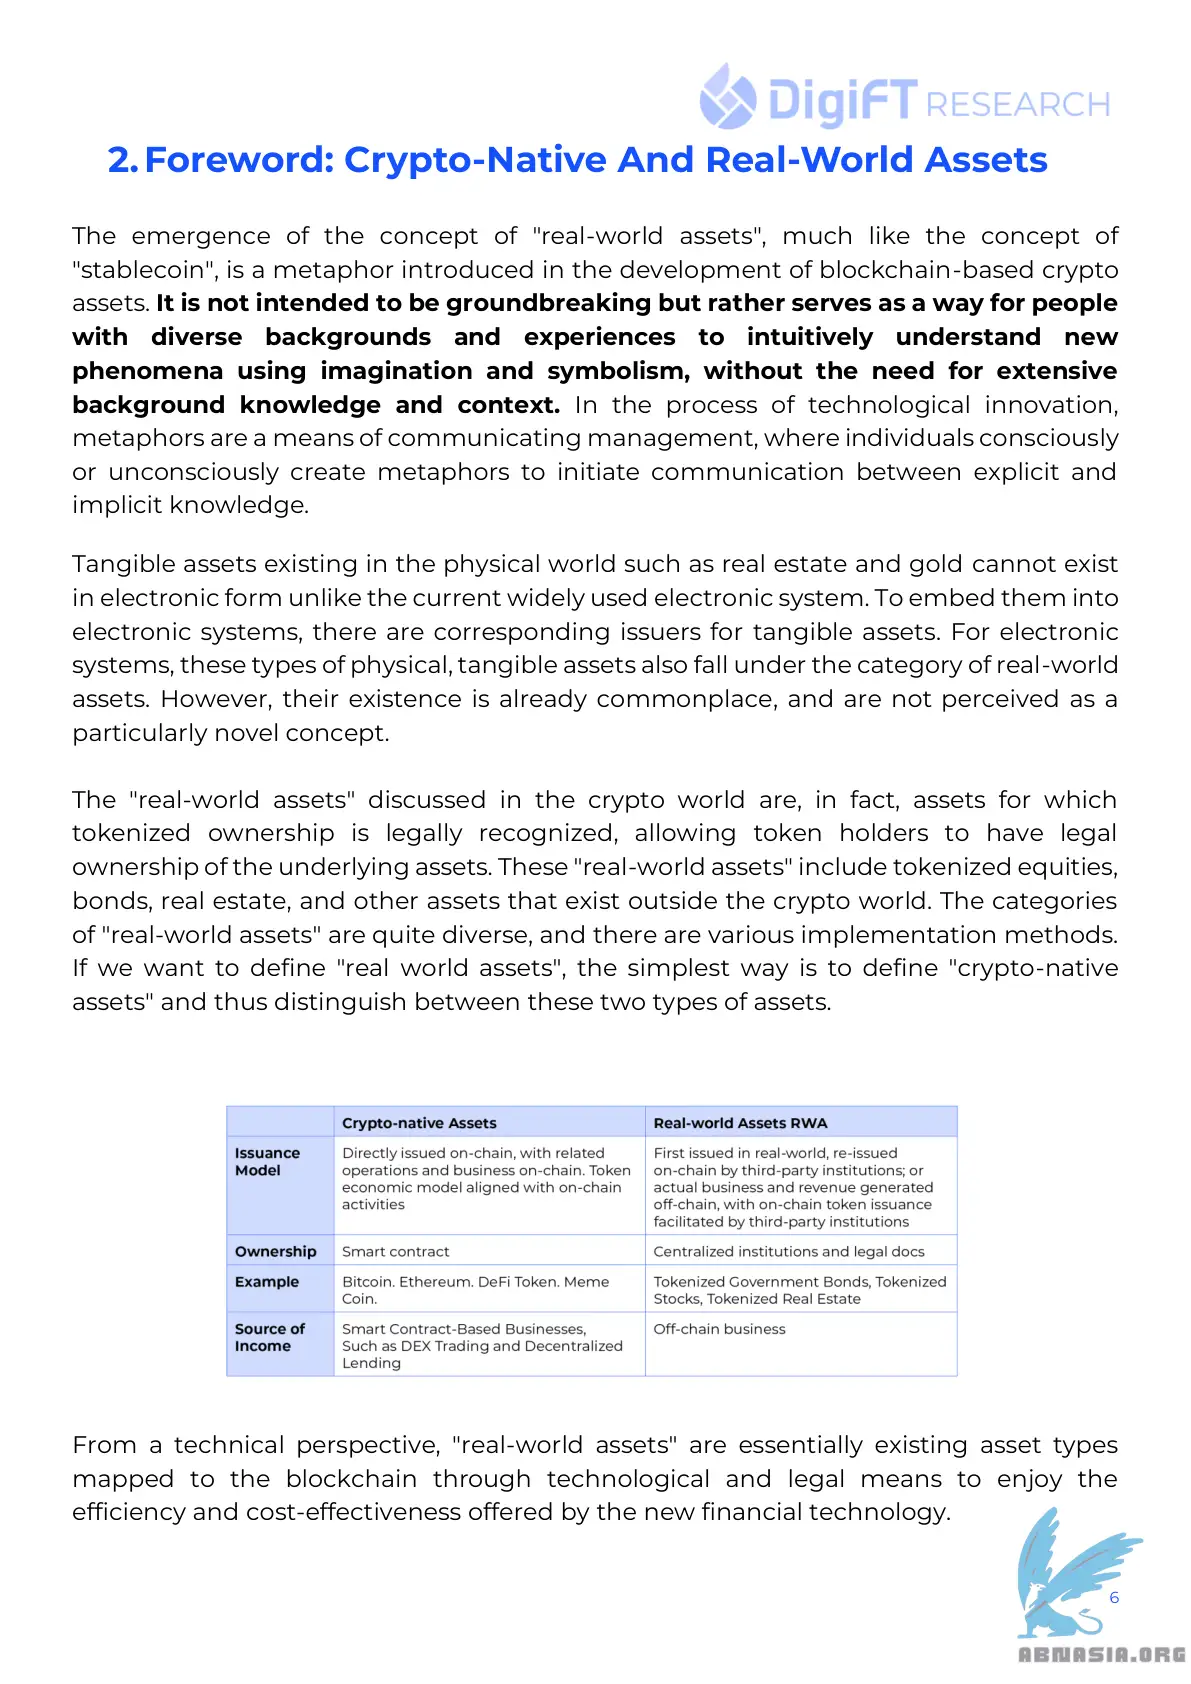 DigiFT RESEARCH
2. Foreword: Crypto-Native And Real-World Assets
The emergence of the concept of "real-world assets", much like the concept of
"stablecoin", is a metaphor introduced in the development of blockchain-based crypto
assets. It is not intended to be groundbreaking but rather serves as a way for people
with diverse backgrounds and experiences to intuitively understand new
phenomena using imagination and symbolism, without the need for extensive
background knowledge and context. In the process of technological innovation,
metaphors are a means of communicating management, where individuals consciously
or unconsciously create metaphors to initiate communication between explicit and
implicit knowledge.
Tangible assets existing in the physical world such as real estate and gold cannot exist
in electronic form unlike the current widely used electronic system. To embed them into
electronic systems, there are corresponding issuers for tangible assets. For electronic
systems, these types of physical, tangible assets also fall under the category of real-world
assets. However, their existence is already commonplace, and are not perceived as a
particularly novel concept.
The "real-world assets" discussed in the crypto world are, in fact, assets for which
tokenized ownership is legally recognized, allowing token holders to have legal
ownership of the underlying assets. These "real-world assets" include tokenized equities,
bonds, real estate, and other assets that exist outside the crypto world. The categories
of "real-world assets" are quite diverse, and there are various implementation methods.
If we want to define "real world assets", the simplest way is to define "crypto-native
assets" and thus distinguish between these two types of assets.
Crypto-native Assets
Real-world Assets RWA
Issuance
Model
Directly issued on-chain, with related
operations and business on-chain. Token
economic model aligned with on-chain
activities
First issued in real-world, re-issued
on-chain by third-party institutions; or
actual business and revenue generated
off-chain, with on-chain token issuance
facilitated by third-party institutions
Ownership
Smart contract
Centralized institutions and legal docs
Example
Bitcoin. Ethereum. DeFi Token. Meme
Coin.
Tokenized Government Bonds, Tokenized
Stocks, Tokenized Real Estate
Source of
Income
Smart Contract-Based Businesses,
Such as DEX Trading and Decentralized
Lending
Off-chain business
From a technical perspective, "real-world assets" are essentially existing asset types
mapped to the blockchain through technological and legal means to enjoy the
efficiency and cost-effectiveness offered by the new financial technology.
6
ABNASIA.ORG